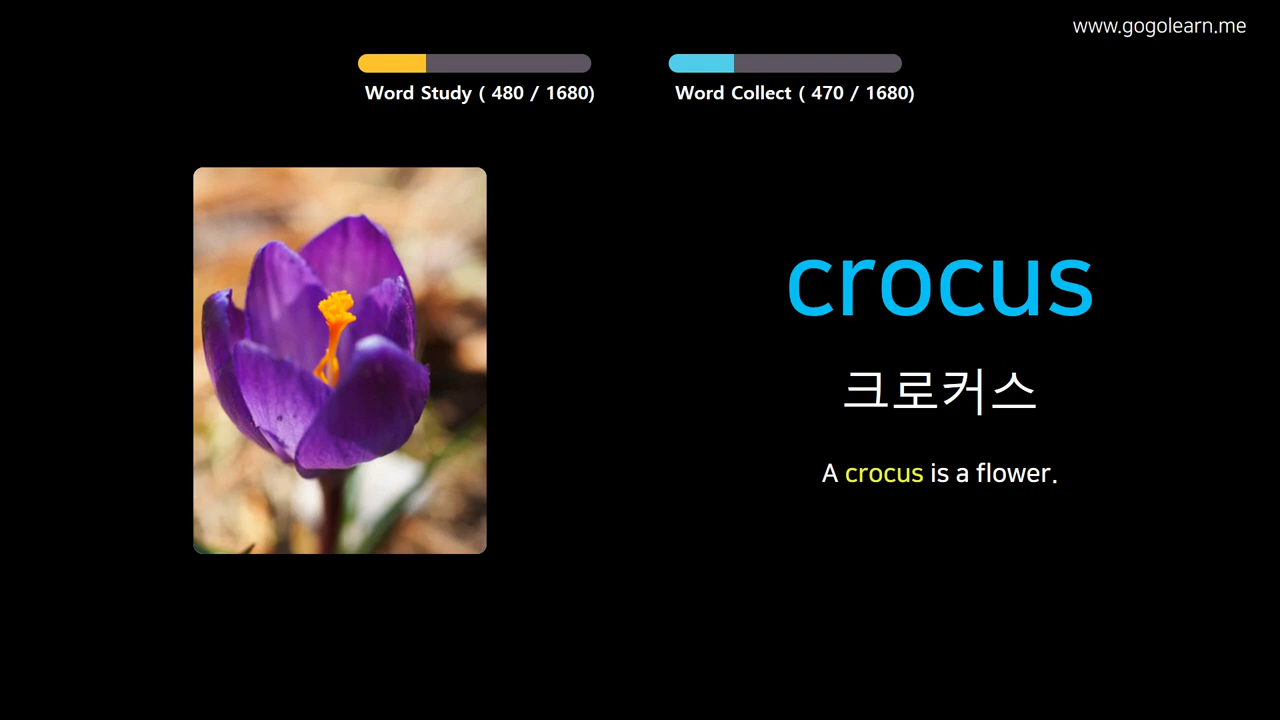 www.gogolearn.me
Word Study ( 480 / 1680)
Word Collect ( 470 / 1680)
crocus
크로커스
A crocus is a flower.